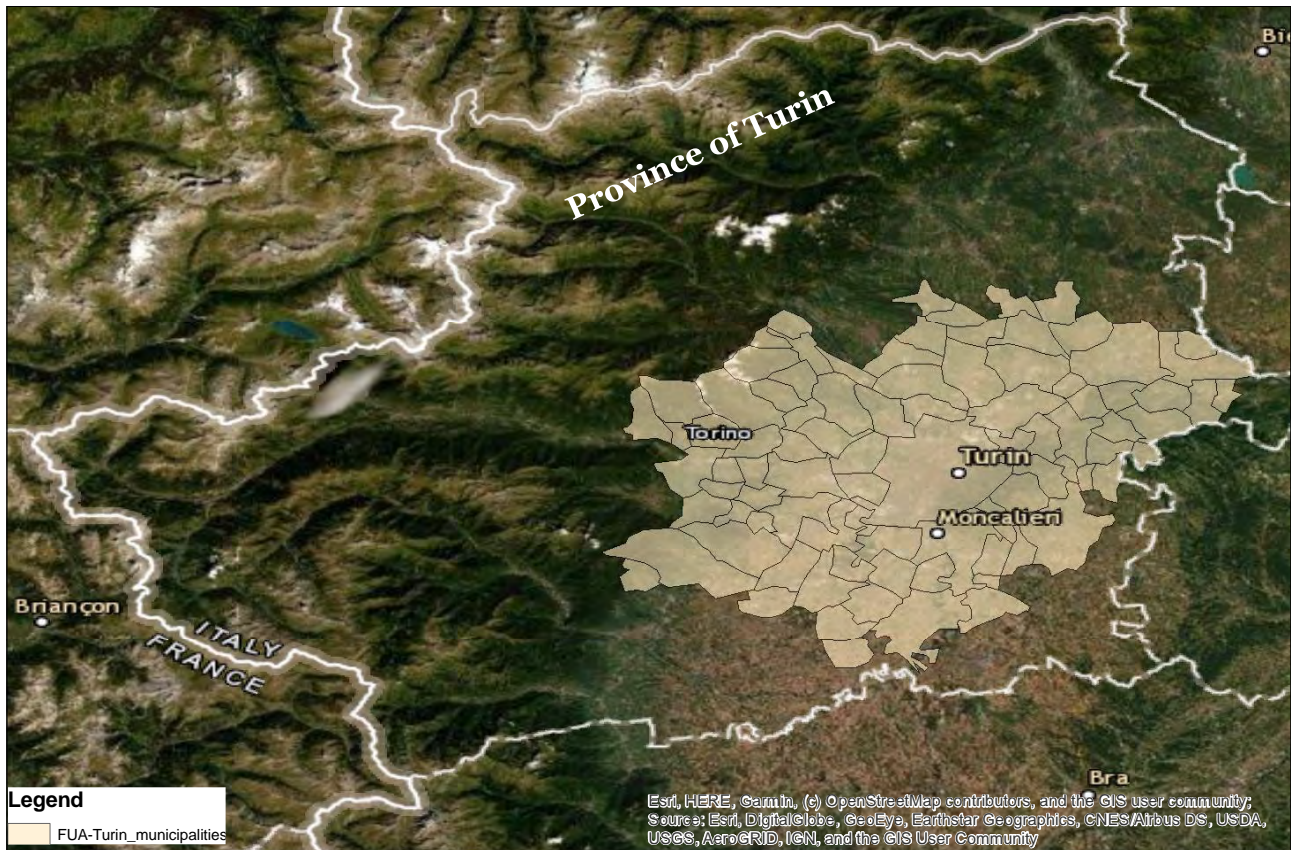 Bi
Province of Turin
Torino
Turin
Moncalieri
Briançon
ITALY
FRANCE
Bra
Legend
FUA-Turin_municipalities
Esri, HERE, Garmin, (c) OpenStreetMap contributors, and the GIS user community;
Source: Esri, DigitalGlobe, GeoEye, Earthstar Geographics, CNES/Airbus DS, USDA,
USGS, AeroGRID, IGN, and the GIS User Community